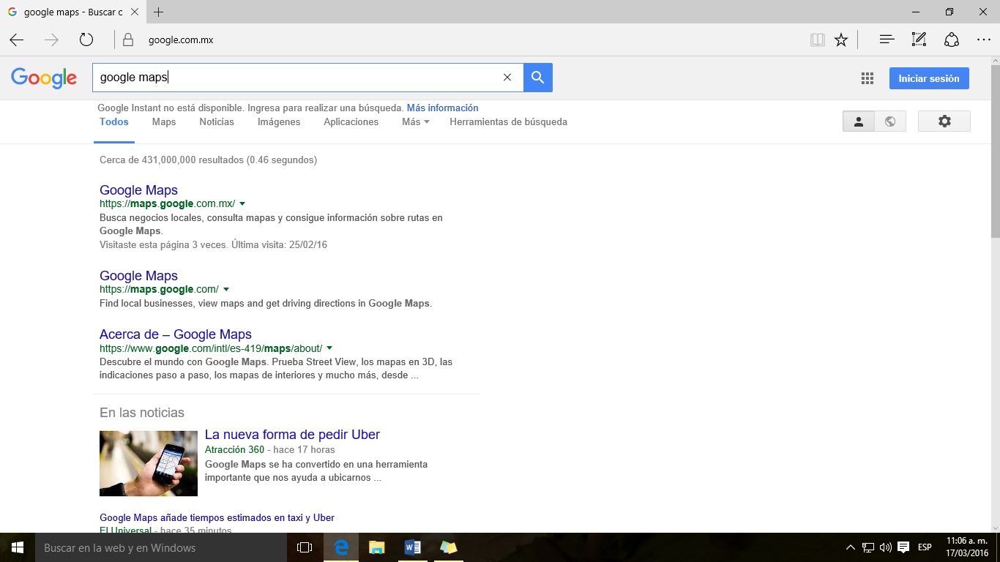 google maps - Buscar c
google.com.mx
Google
google maps
Iniciar sesión
Google Instant no está disponible. Ingresa para realizar una búsqueda. Más información
Todos Maps Noticias Imágenes Aplicaciones Más Herramientas de búsqueda
Cerca de 431,000,000 resultados (0.46 segundos)
Google Maps
https://maps.google.com.mx/
Busca negocios locales, consulta mapas y consigue información sobre rutas en
Google Maps.
Visitaste esta página 3 veces. Última visita: 25/02/16
Google Maps
https://maps.google.com/
Find local businesses, view maps and get driving directions in Google Maps.
Acerca de – Google Maps
https://www.google.com/intl/es-419/maps/about/
Descubre el mundo con Google Maps. Prueba Street View, los mapas en 3D, las
indicaciones paso a paso, los mapas de interiores y mucho más, desde ...
En las noticias
La nueva forma de pedir Uber
Atracción 360 - hace 17 horas
Google Maps se ha convertido en una herramienta
importante que nos ayuda a ubicarnos ...
Google Maps añade tiempos estimados en taxi y Uber
El Universal - hace 35 minutos
Buscar en la web y en Windows
ESP
11:06 a. m.
17/03/2016